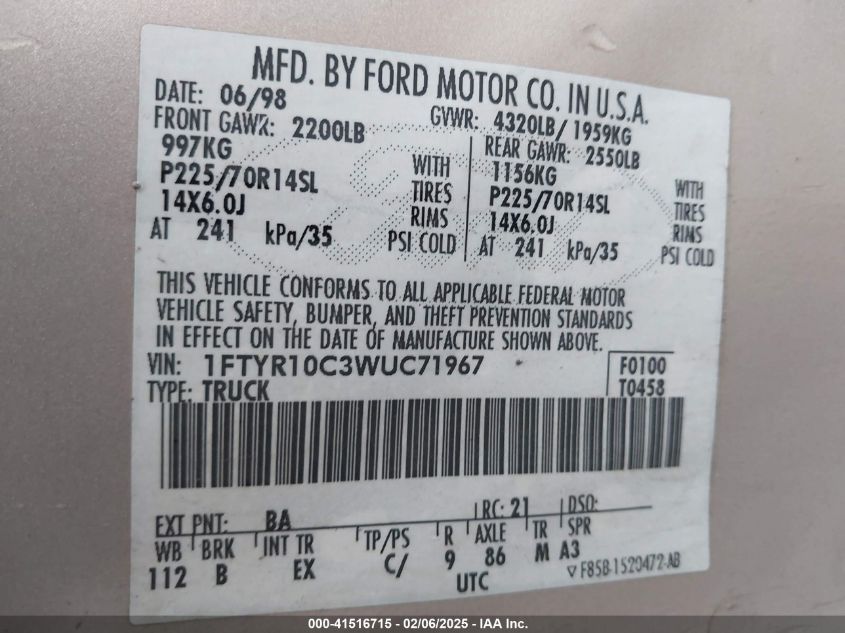 MFD. BY FORD MOTOR CO. IN U.S.A.
DATE: 06/98 GVWR: 4320LB/ 1959KG
FRONT GAWR: 2200LB REAR GAWR: 2550LB
997KG WITH 1156KG WITH
P225/70R14SL TIRES P225/70R14SL TIRES
14X6.0J RIMS 14X6.0J RIMS
AT 241 kPa/35 PSI COLD AT 241 kPa/35 PSI COLD
THIS VEHICLE CONFORMS TO ALL APPLICABLE FEDERAL MOTOR
VEHICLE SAFETY, BUMPER, AND THEFT PREVENTION STANDARDS
IN EFFECT ON THE DATE OF MANUFACTURE SHOWN ABOVE.
VIN: 1FTYR10C3WUC71967 F0100
TYPE: TRUCK T0458
EXT PNT: BA RC: 21 DSO:
WB BRK INT TR TP/PS R AXLE TR SPR
112 B EX C/ 9 86 M A3
UTC F85B-1520472-AB
000-41516715 - 02/06/2025 - IAA Inc.